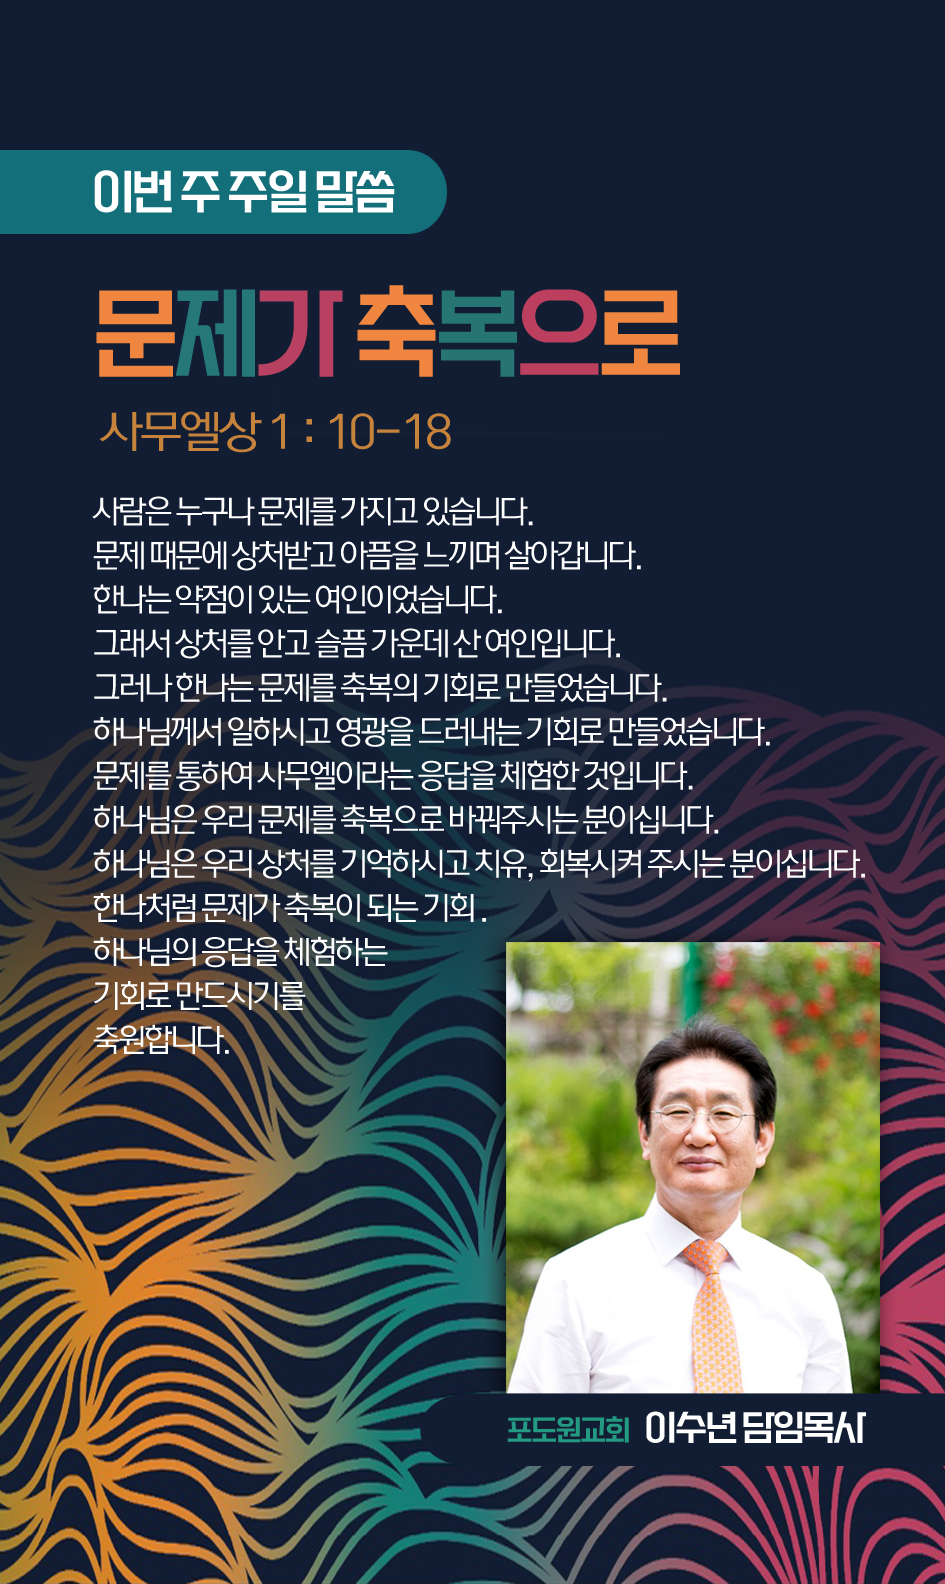 이번 주 주일 말씀
문제가 축복으로
사무엘상 1 : 10-18
사람은 누구나 문제를 가지고 있습니다.
문제 때문에 상처받고 아픔을 느끼며 살아갑니다.
한나는 약점이 있는 여인이었습니다.
그래서 상처를 안고 슬픔 가운데 산 여인입니다.
그러나 한나는 문제를 축복의 기회로 만들었습니다.
하나님께서 일하시고 영광을 드러내는 기회로 만들었습니다.
문제를 통하여 사무엘이라는 응답을 체험한 것입니다.
하나님은 우리 문제를 축복으로 바꿔주시는 분이십니다.
하나님은 우리 상처를 기억하시고 치유, 회복시켜 주시는 분이십니다.
한나처럼 문제가 축복이 되는 기회 .
하나님의 응답을 체험하는
기회로 만드시기를
축원합니다.
포도원교회 이수년 담임목사